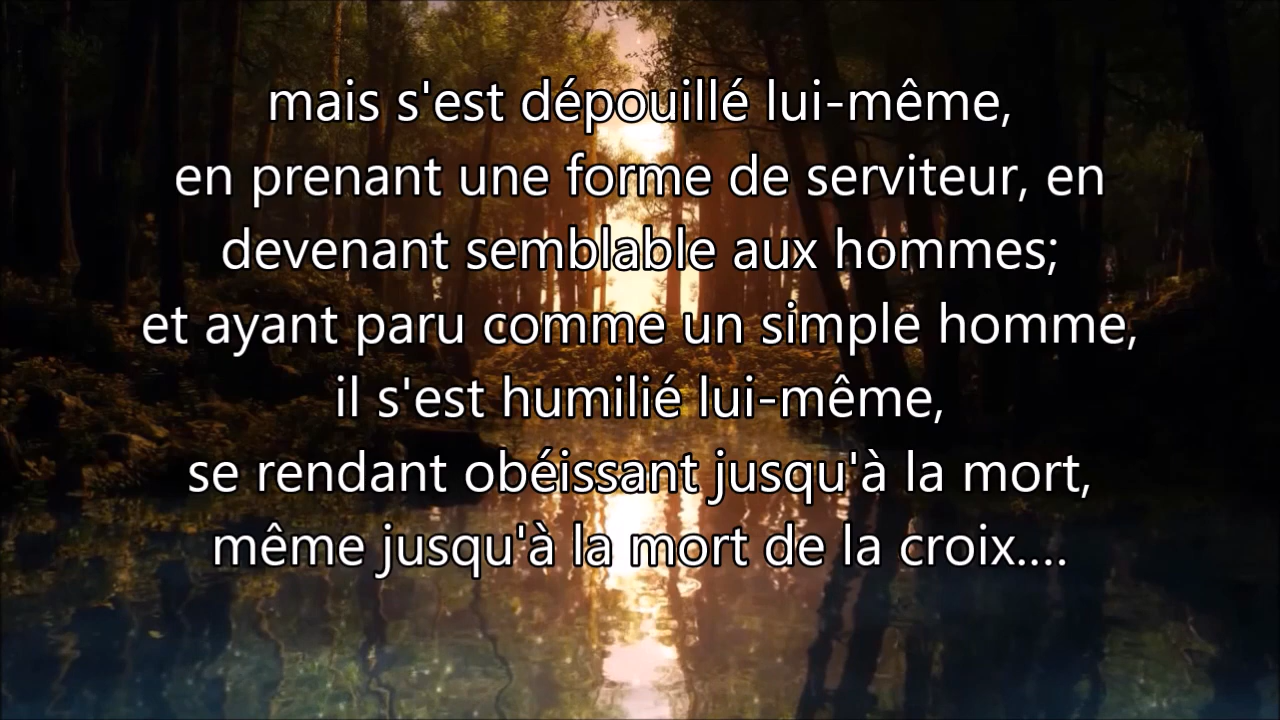 mais s'est dépouillé lui-même,
en prenant une forme de serviteur, en
devenant semblable aux hommes;
et ayant paru comme un simple homme,
il s'est humilié lui-même,
se rendant obéissant jusqu'à la mort,
même jusqu'à la mort de la croix....